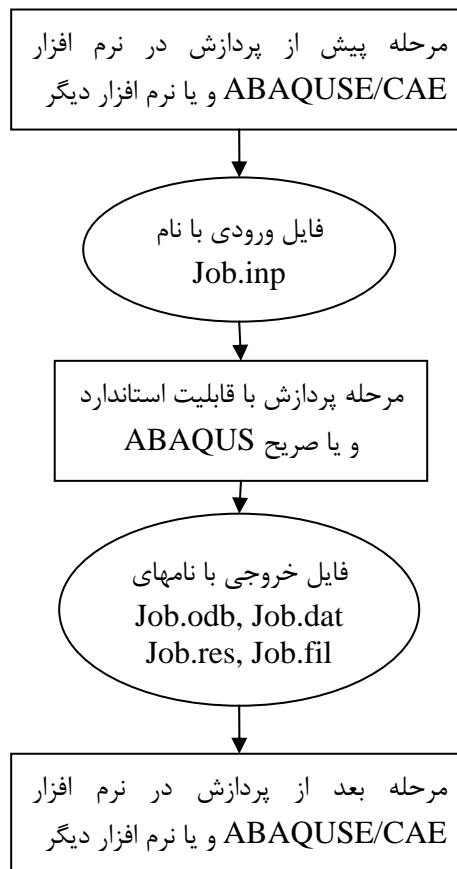 مرحله پیش از پردازش در نرم افزار
ABAQUSE/CAE و یا نرم افزار دیگر
فایل ورودی با نام
Job.inp
مرحله پردازش با قابلیت استاندارد
و یا صریح ABAQUS
فایل خروجی با نامهای
Job.odb, Job.dat
Job.res, Job.fil
مرحله بعد از پردازش در نرم افزار
ABAQUSE/CAE و یا نرم افزار دیگر